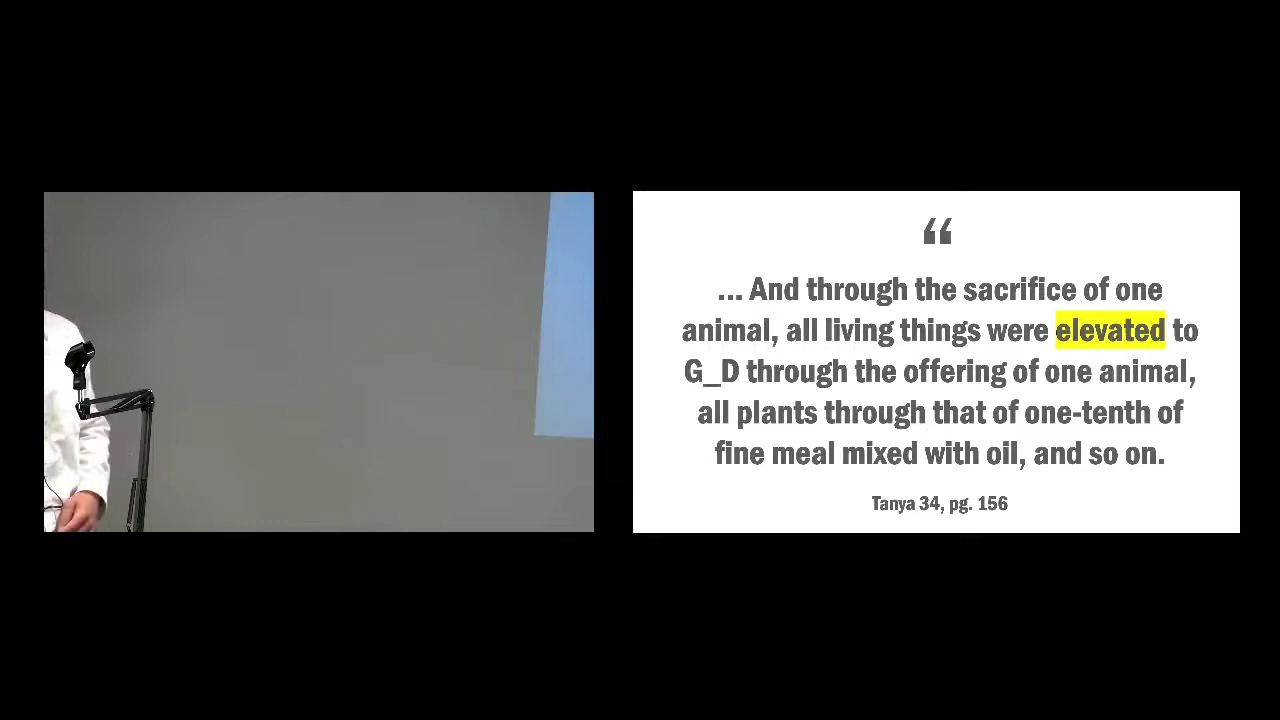 “
... And through the sacrifice of one
animal, all living things were elevated to
G_D through the offering of one animal,
all plants through that of one-tenth of
fine meal mixed with oil, and so on.
Tanya 34, pg. 156